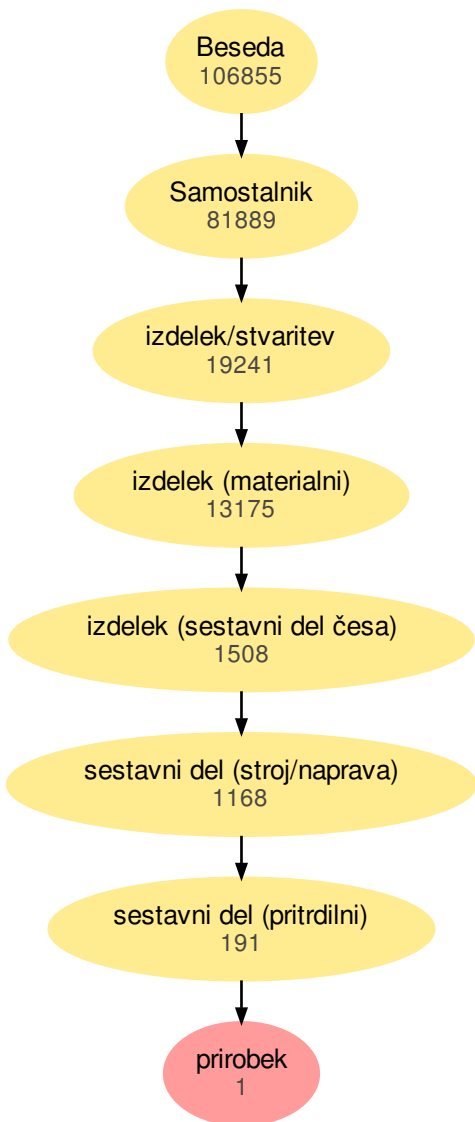 Beseda
106855
Samostalnik
81889
izdelek/stvaritev
19241
izdelek (materialni)
13175
izdelek (sestavni del česa)
1508
sestavni del (stroj/naprava)
1168
sestavni del (pritrdilni)
191
prirobek
1